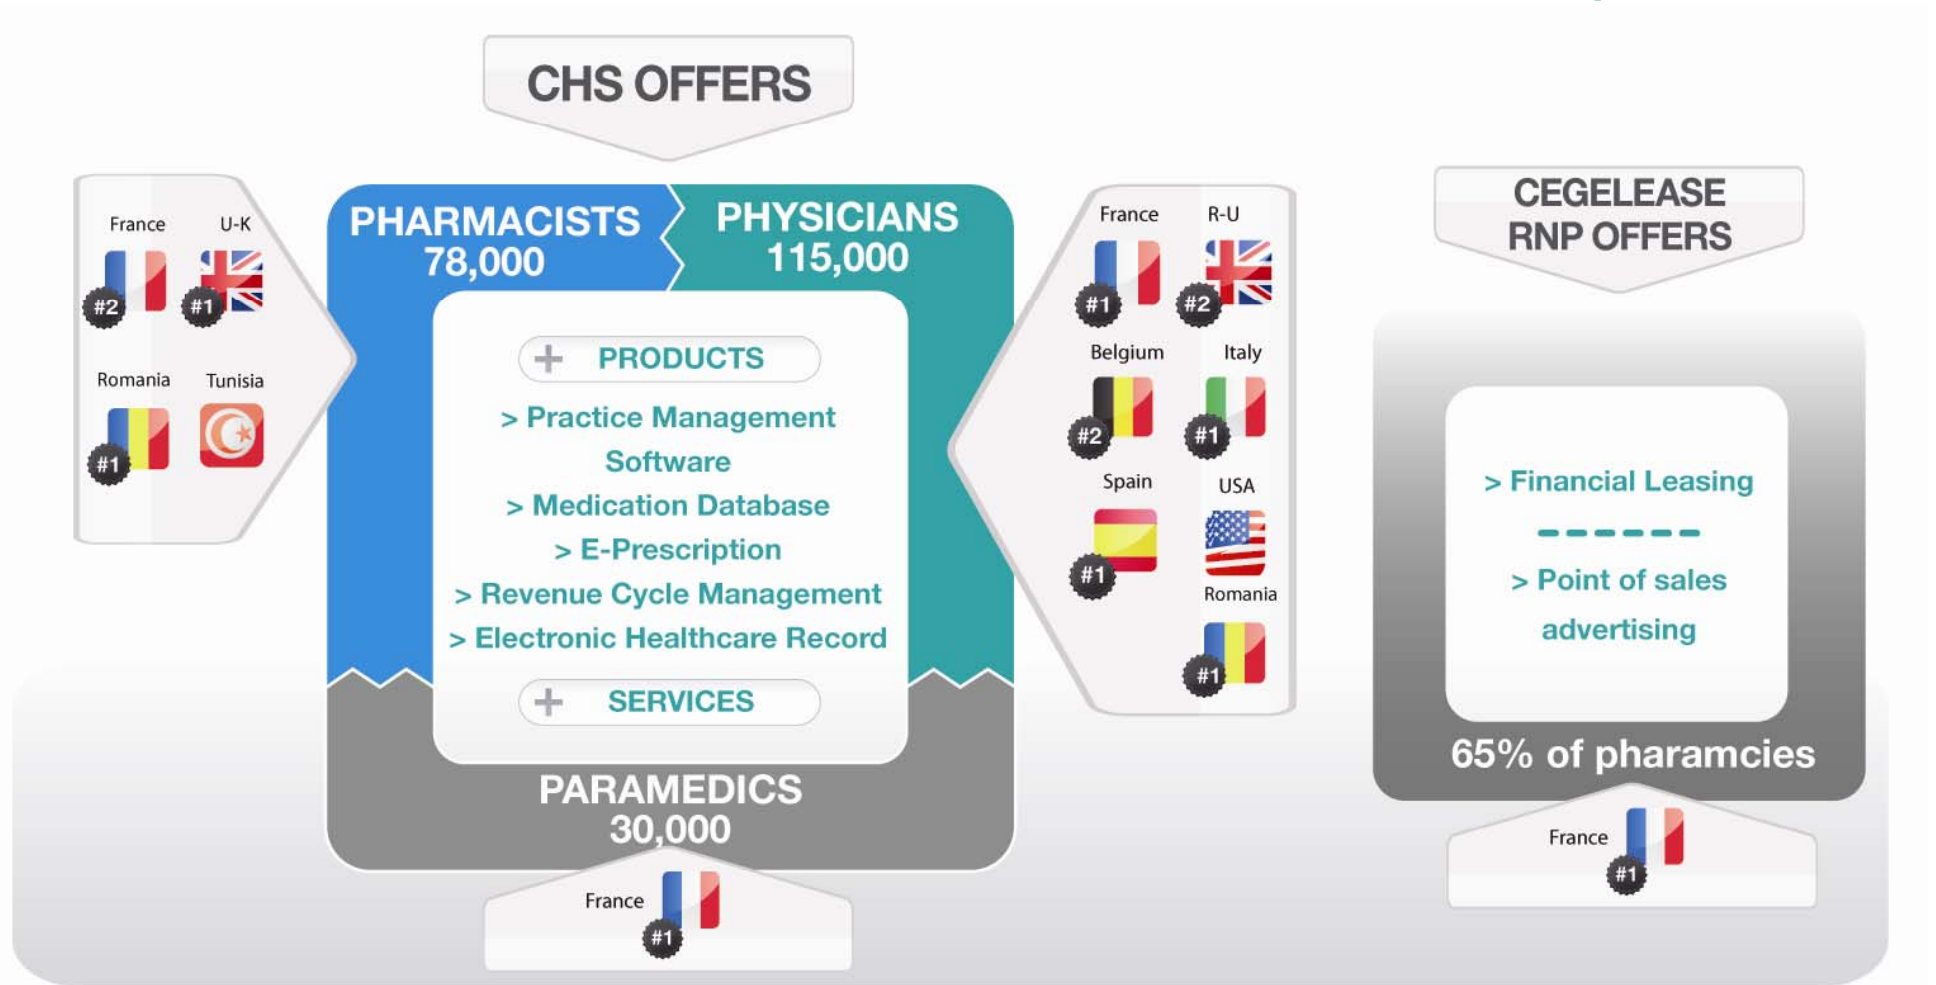 CHS OFFERS
France
U-K
#2
#1
Romania
Tunisia
#1
PHARMACISTS
78,000
PHYSICIANS
115,000
+ PRODUCTS
> Practice Management
Software
> Medication Database
> E-Prescription
> Revenue Cycle Management
> Electronic Healthcare Record
+ SERVICES
PARAMEDICS
30,000
France
#1
France
R-U
#1
#2
Belgium
Italy
#2
#1
Spain
USA
#1
Romania
#1
CEGELEASE
RNP OFFERS
> Financial Leasing
> Point of sales
advertising
65% of pharamcies
France
#1